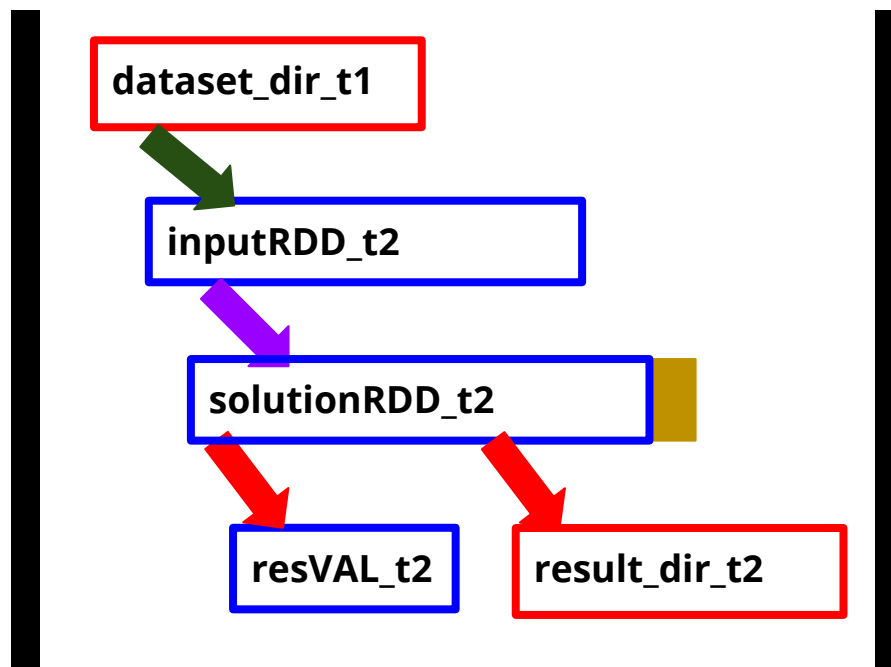 dataset_dir_t1
inputRDD_t2
solutionRDD_t2
resVAL_t2
result_dir_t2